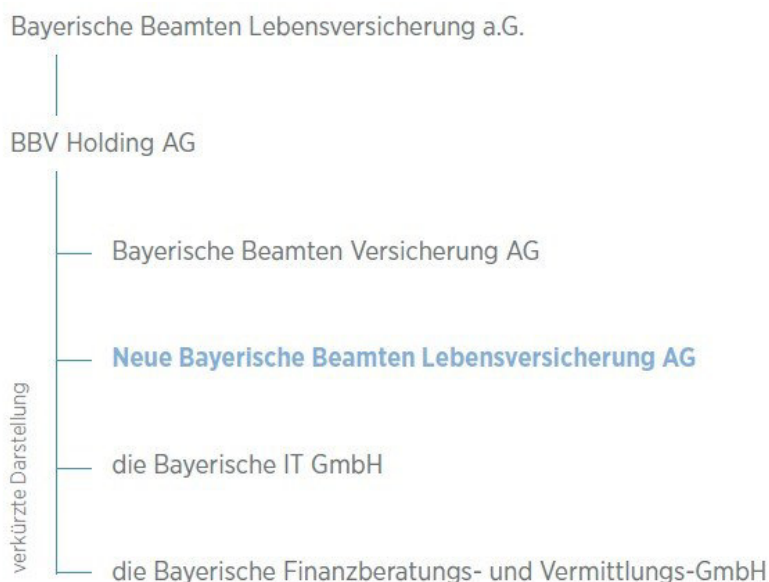 Bayerische Beamten Lebensversicherung a.G.
BBV Holding AG
Bayerische Beamten Versicherung AG
Neue Bayerische Beamten Lebensversicherung AG
die Bayerische IT GmbH
die Bayerische Finanzberatungs- und Vermittlungs-GmbH
verkürzte Darstellung